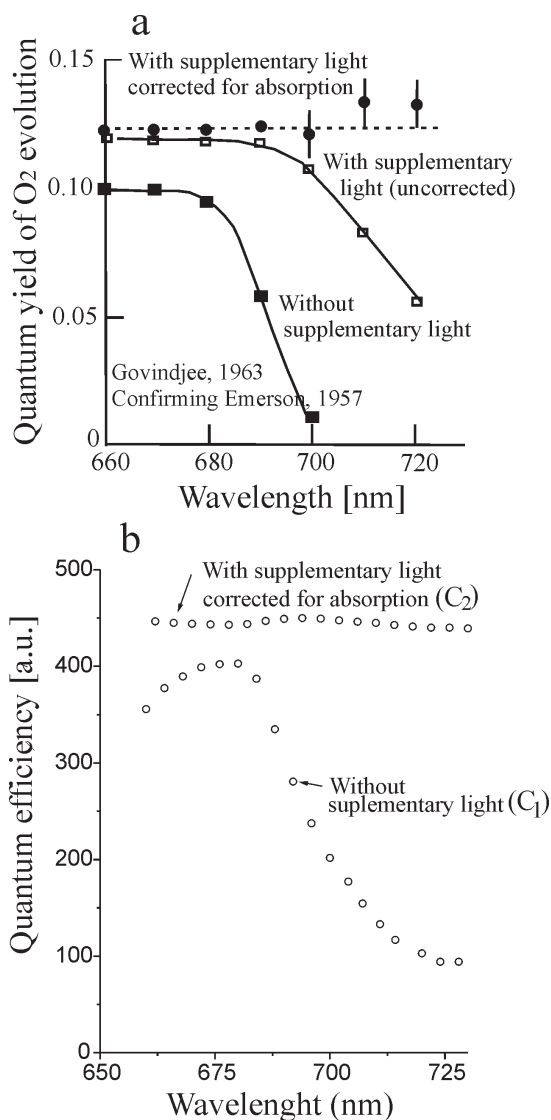 a
0.15
With supplementary light
corrected for absorption
0.10
With supplementary
light (uncorrected)
0.05
Without
supplementary light
Govindjee, 1963
Confirming Emerson, 1957
0
660
680
700
720
Quantum yield of O2 evolution
Wavelength [nm]
b
500
With supplementary light
corrected for absorption (C2)
400
300
Without
suplementary light (C1)
200
100
0
650
675
700
725
Quantum efficiency [a.u.]
Wavelenght (nm)